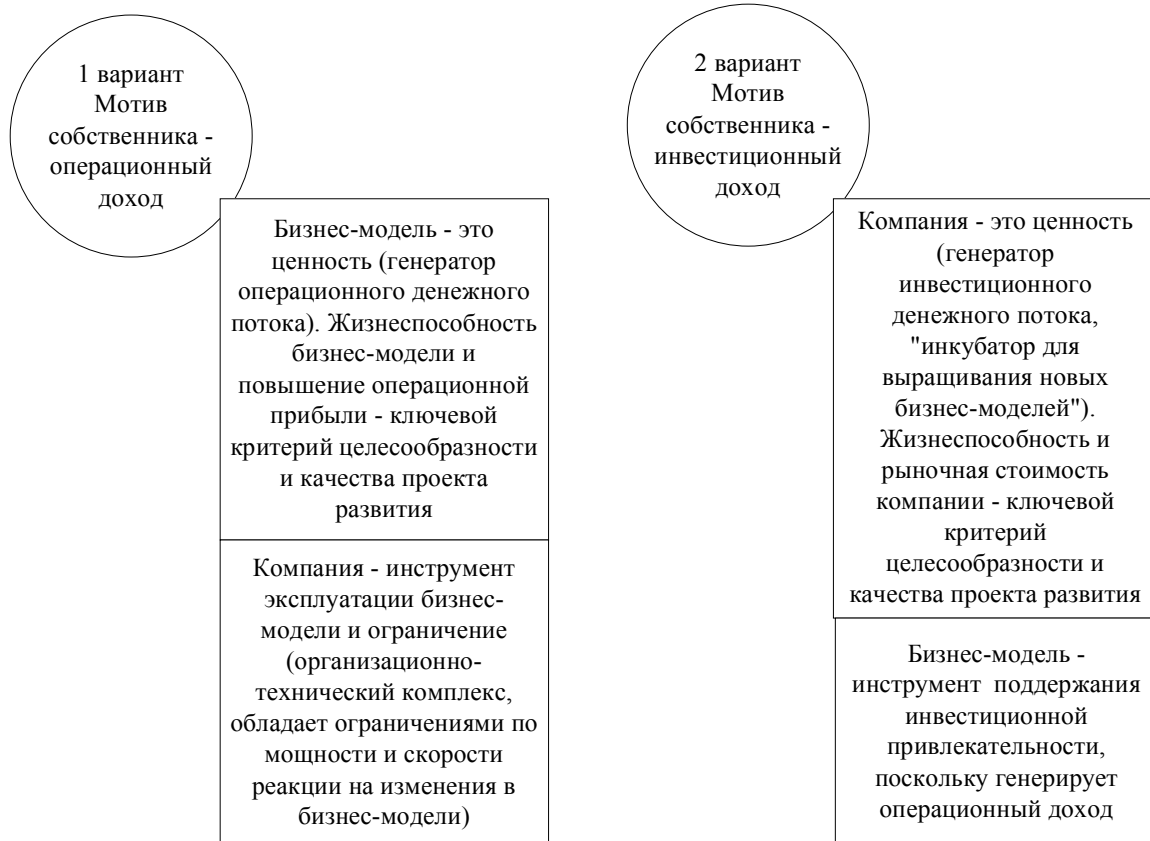 1 вариант
Мотив
собственника -
операционный
доход
Бизнес-модель - это
ценность (генератор
операционного денежного
потока). Жизнеспособность
бизнес-модели и
повышение операционной
прибыли - ключевой
критерий целесообразности
и качества проекта
развития
Компания - инструмент
эксплуатации бизнес-
модели и ограничение
(организационно-
технический комплекс,
обладает ограничениями по
мощности и скорости
реакции на изменения в
бизнес-модели)
2 вариант
Мотив
собственника -
инвестиционный
доход
Компания - это ценность
(генератор
инвестиционного
денежного потока,
"инкубатор для
выращивания новых
бизнес-моделей").
Жизнеспособность и
рыночная стоимость
компании - ключевой
критерий
целесообразности и
качества проекта развития
Бизнес-модель -
инструмент поддержания
инвестиционной
привлекательности,
поскольку генерирует
операционный доход